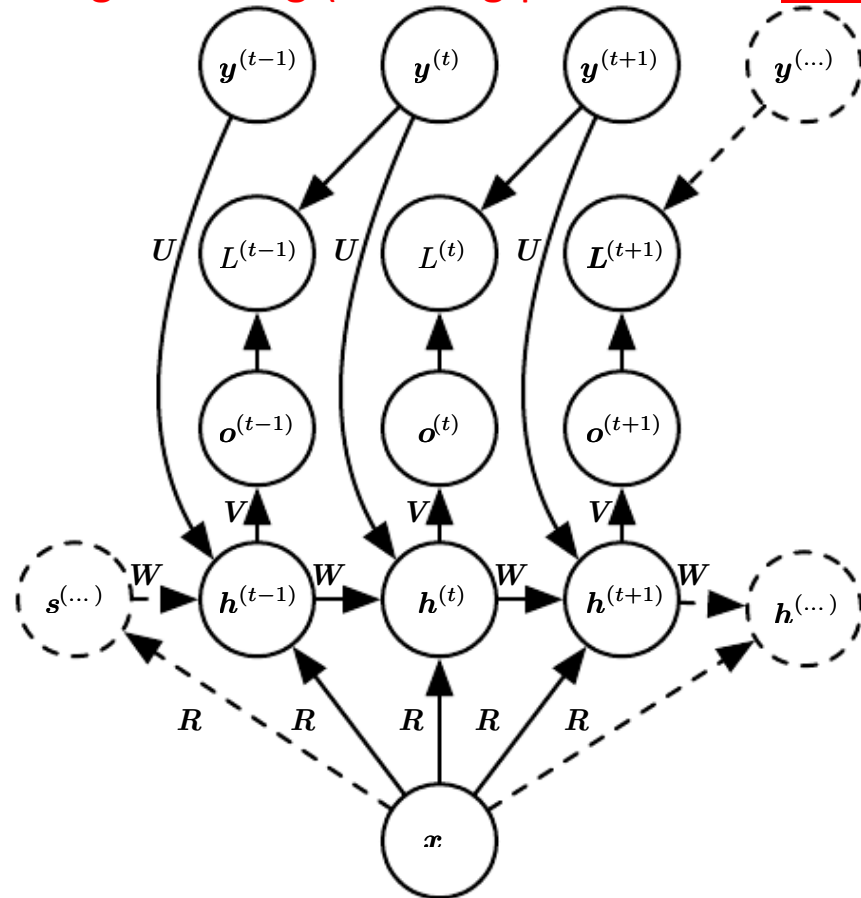 y^(t−1) y^(t) y^(t+1) y^(...)
U L^(t−1) U L^(t) U L^(t+1)
o^(t−1) o^(t) o^(t+1)
V V V
W W W W
s^(...) h^(t−1) h^(t) h^(t+1) h^(...)
R R R R R
x